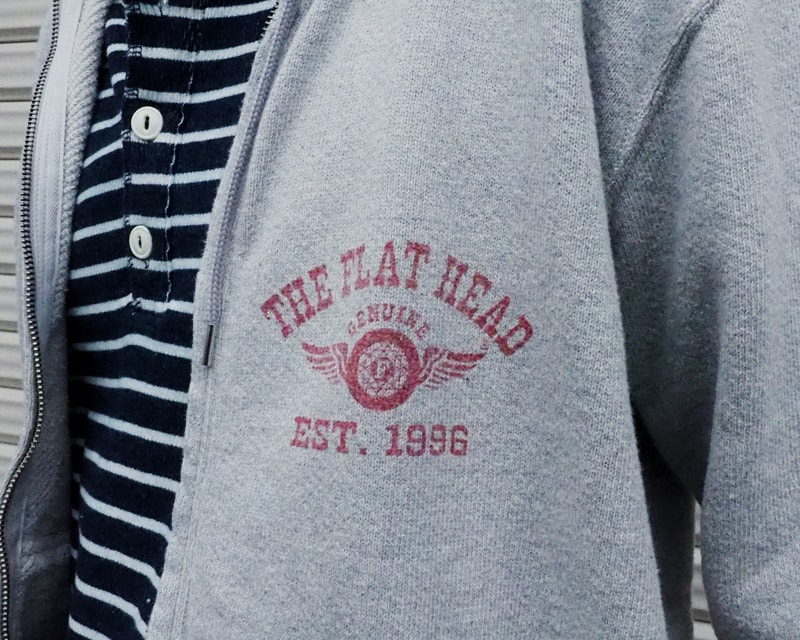 THE FLAT HEAD
GENUINE
F
EST. 1996